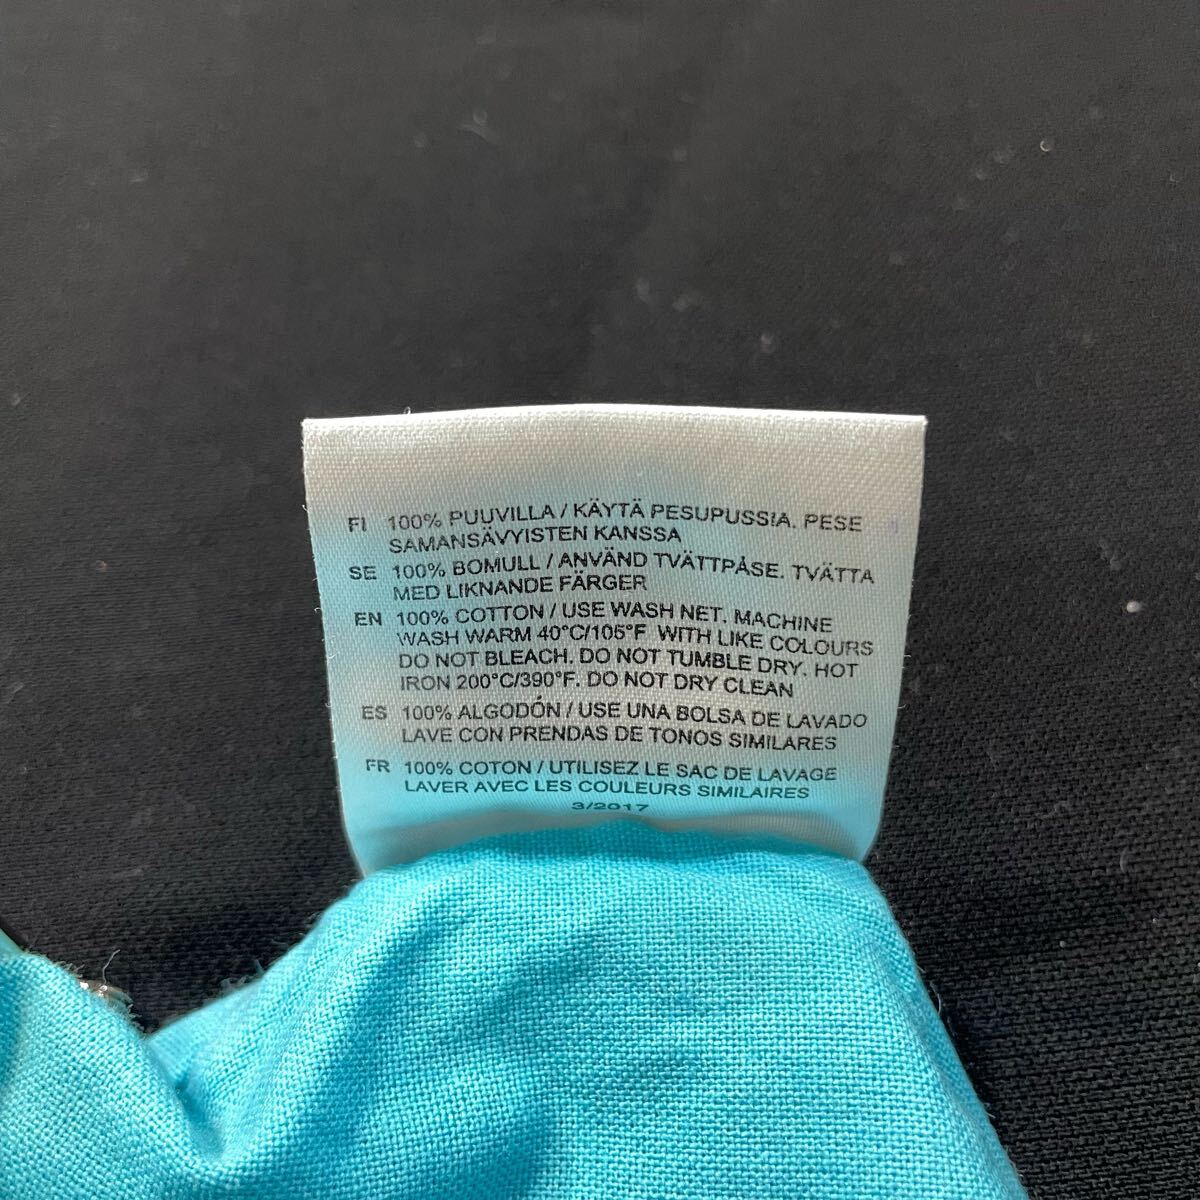 FI 100% PUUVILLA / KÄYTÄ PESUPUSSIA. PESE
SAMANSÄVYISTEN KANSSA
SE 100% BOMULL / ANVÄND TVÄTTPÅSE. TVÄTTA
MED LIKNANDE FÄRGER
EN 100% COTTON / USE WASH NET. MACHINE
WASH WARM 40°C/105°F WITH LIKE COLOURS
DO NOT BLEACH. DO NOT TUMBLE DRY. HOT
IRON 200°C/390°F. DO NOT DRY CLEAN
ES 100% ALGODÓN / USE UNA BOLSA DE LAVADO
LAVE CON PRENDAS DE TONOS SIMILARES
FR 100% COTON / UTILISEZ LE SAC DE LAVAGE
LAVER AVEC LES COULEURS SIMILAIRES
3/2017